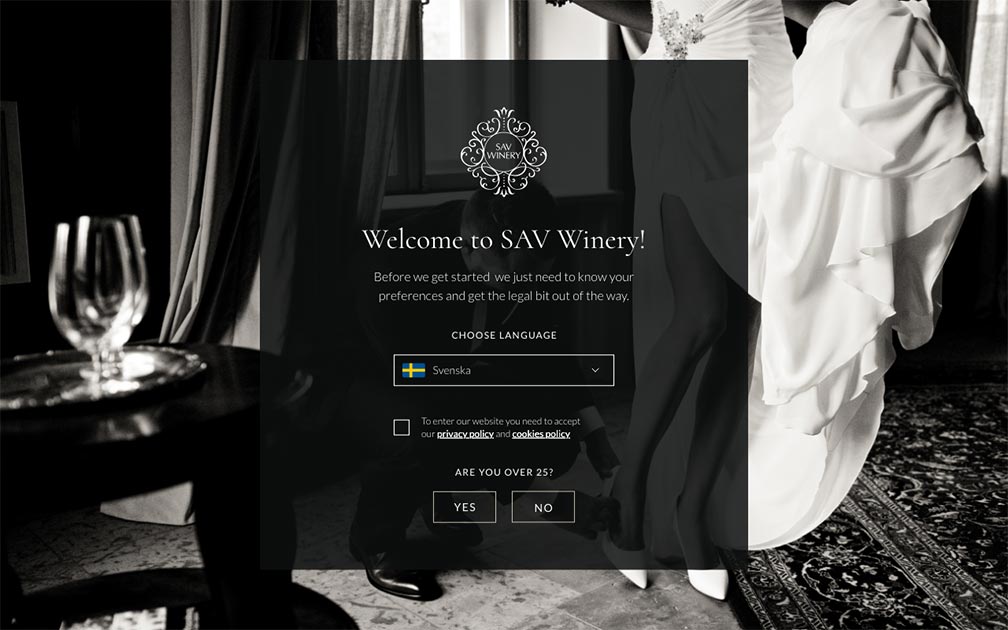 SAV
WINERY
Welcome to SAV Winery!
Before we get started we just need to know your
preferences and get the legal bit out of the way.
CHOOSE LANGUAGE
Svenska
To enter our website you need to accept
our privacy policy and cookies policy
ARE YOU OVER 25?
YES NO